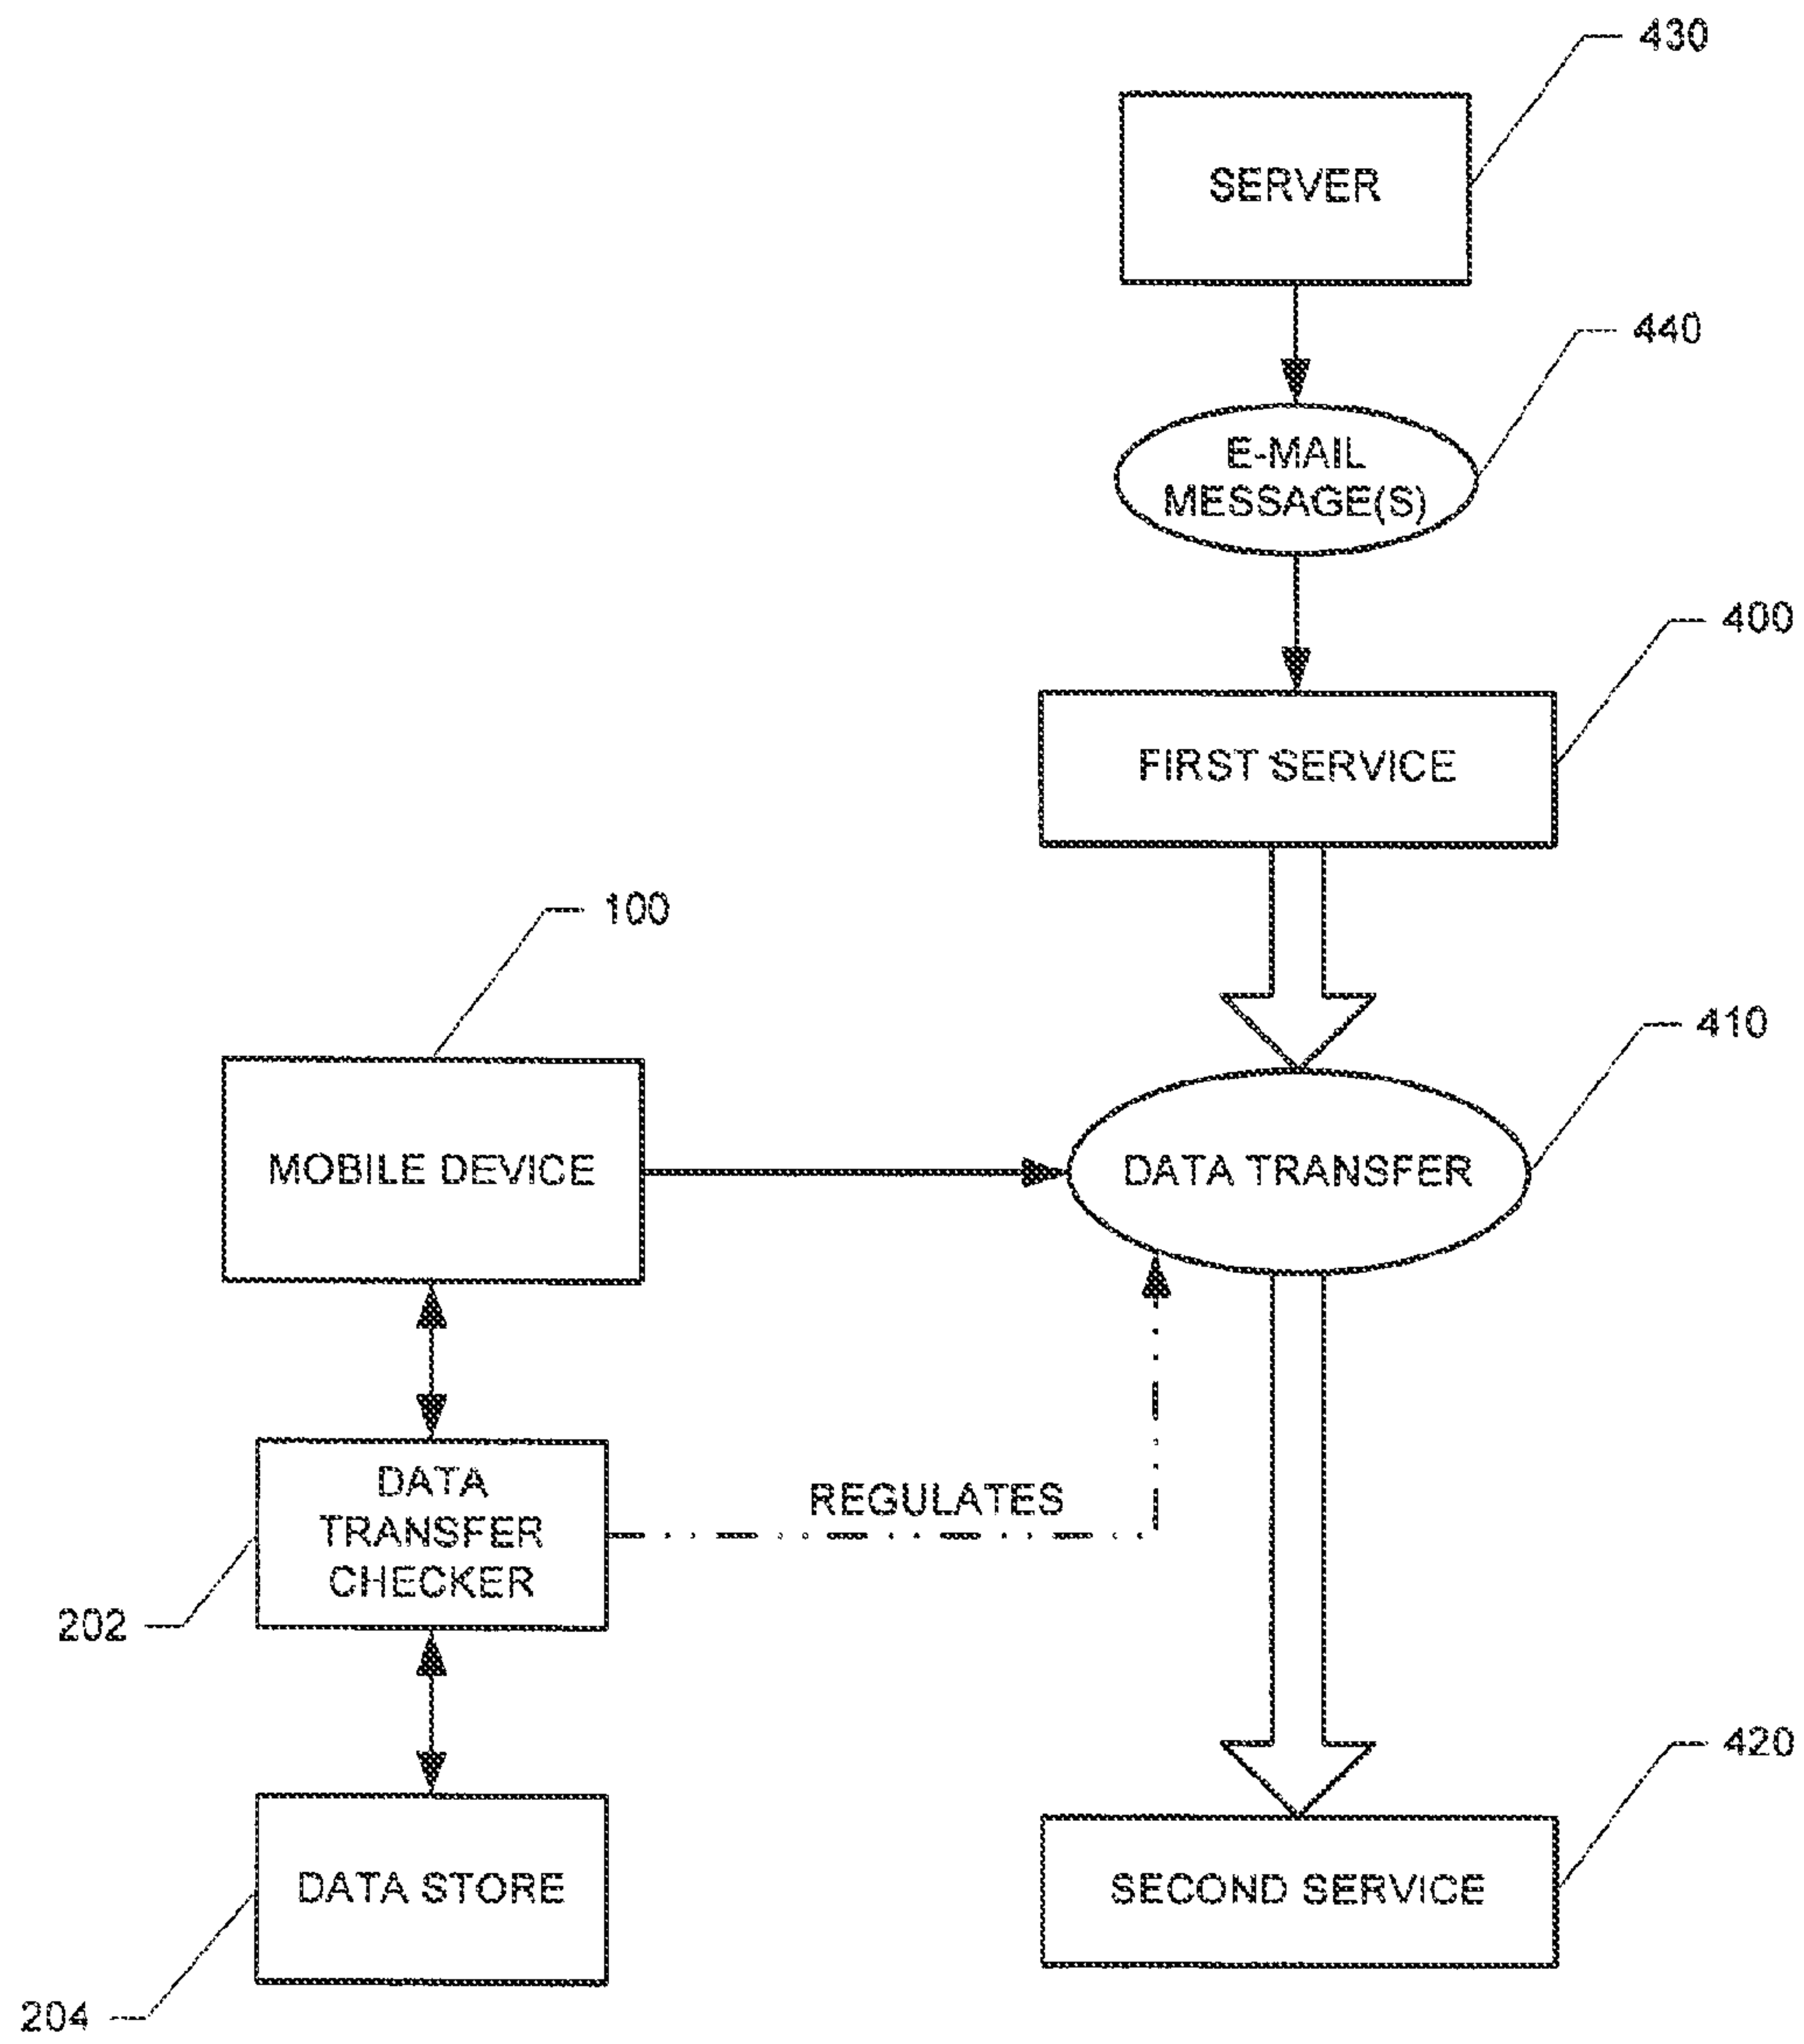 430
SERVER
440
E-MAIL
MESSAGE(S)
400
FIRST SERVICE
100
410
MOBILE DEVICE
DATA TRANSFER
DATA
TRANSFER
CHECKER
REGULATES
202
420
DATA STORE
SECOND SERVICE
204